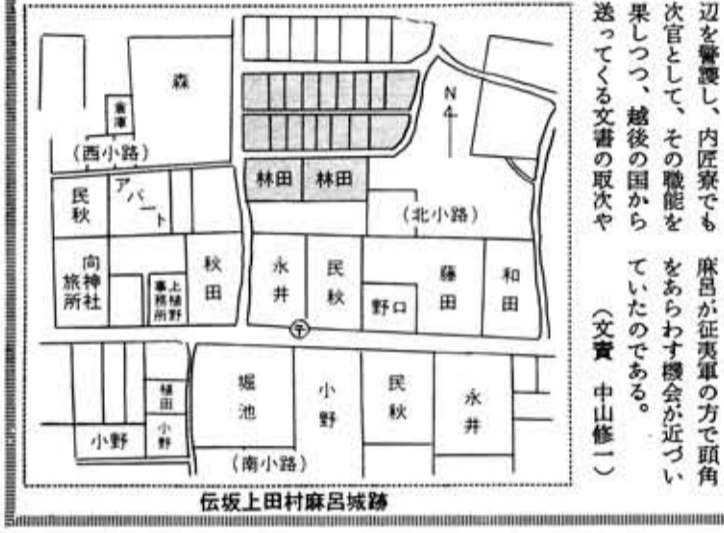 辺を警護し、内匠寮でも
次官として、その職能を
果しつつ、越後の国から
送ってくる文書の取次や
麻呂が征夷軍の方で頭角
をあらわす機会が近づい
ていたのである。
（文責　中山修一）
森
倉庫
（西小路）
民秋
アパート
林田
林田
N
（北小路）
向神社旅所
上植野事務所
秋田
永井
民秋
野口
藤田
和田
〒
植田
小野
小野
堀池
小野
民秋
永井
（南小路）
伝坂上田村麻呂城跡